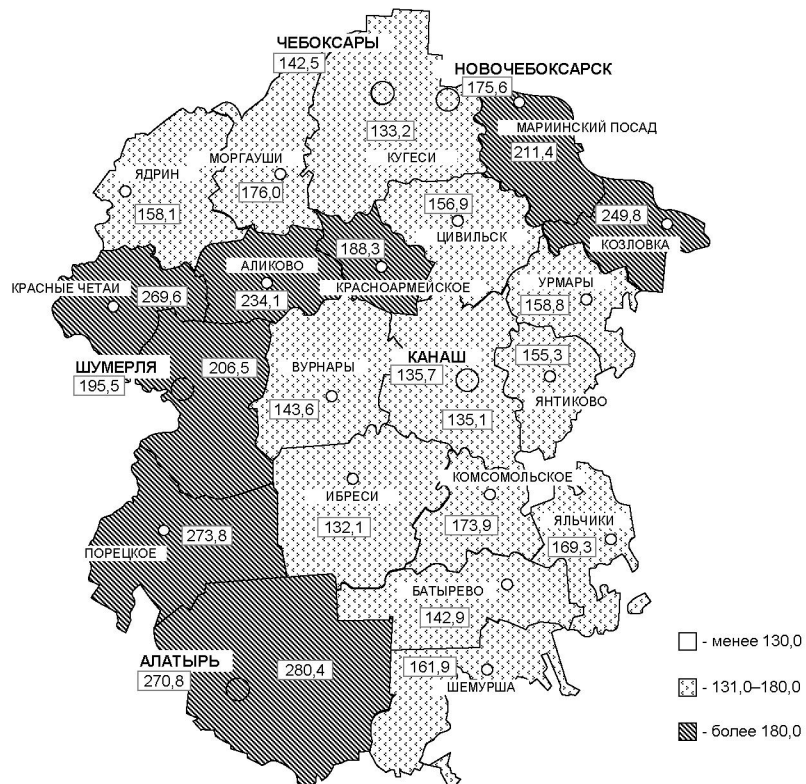 ЧЕБОКСАРЫ
142,5
НОВОЧЕБОКСАРСК
175,6
133,2
КУГЕСИ
МАРИИНСКИЙ ПОСАД
211,4
МОРГАУШИ
176,0
ЯДРИН
158,1
156,9
ЦИВИЛЬСК
249,8
КОЗЛОВКА
188,3
КРАСНОАРМЕЙСКОЕ
АЛИКОВО
234,1
КРАСНЫЕ ЧЕТАИ
269,6
УРМАРЫ
158,8
ШУМЕРЛЯ
195,5
206,5
ВУРНАРЫ
143,6
КАНАШ
135,7
135,1
155,3
ЯНТИКОВО
ИБРЕСИ
132,1
КОМСОМОЛЬСКОЕ
173,9
ЯЛЬЧИКИ
169,3
273,8
ПОРЕЦКОЕ
БАТЫРЕВО
142,9
АЛАТЫРЬ
270,8
280,4
161,9
ШЕМУРША
- менее 130,0
- 131,0–180,0
- более 180,0